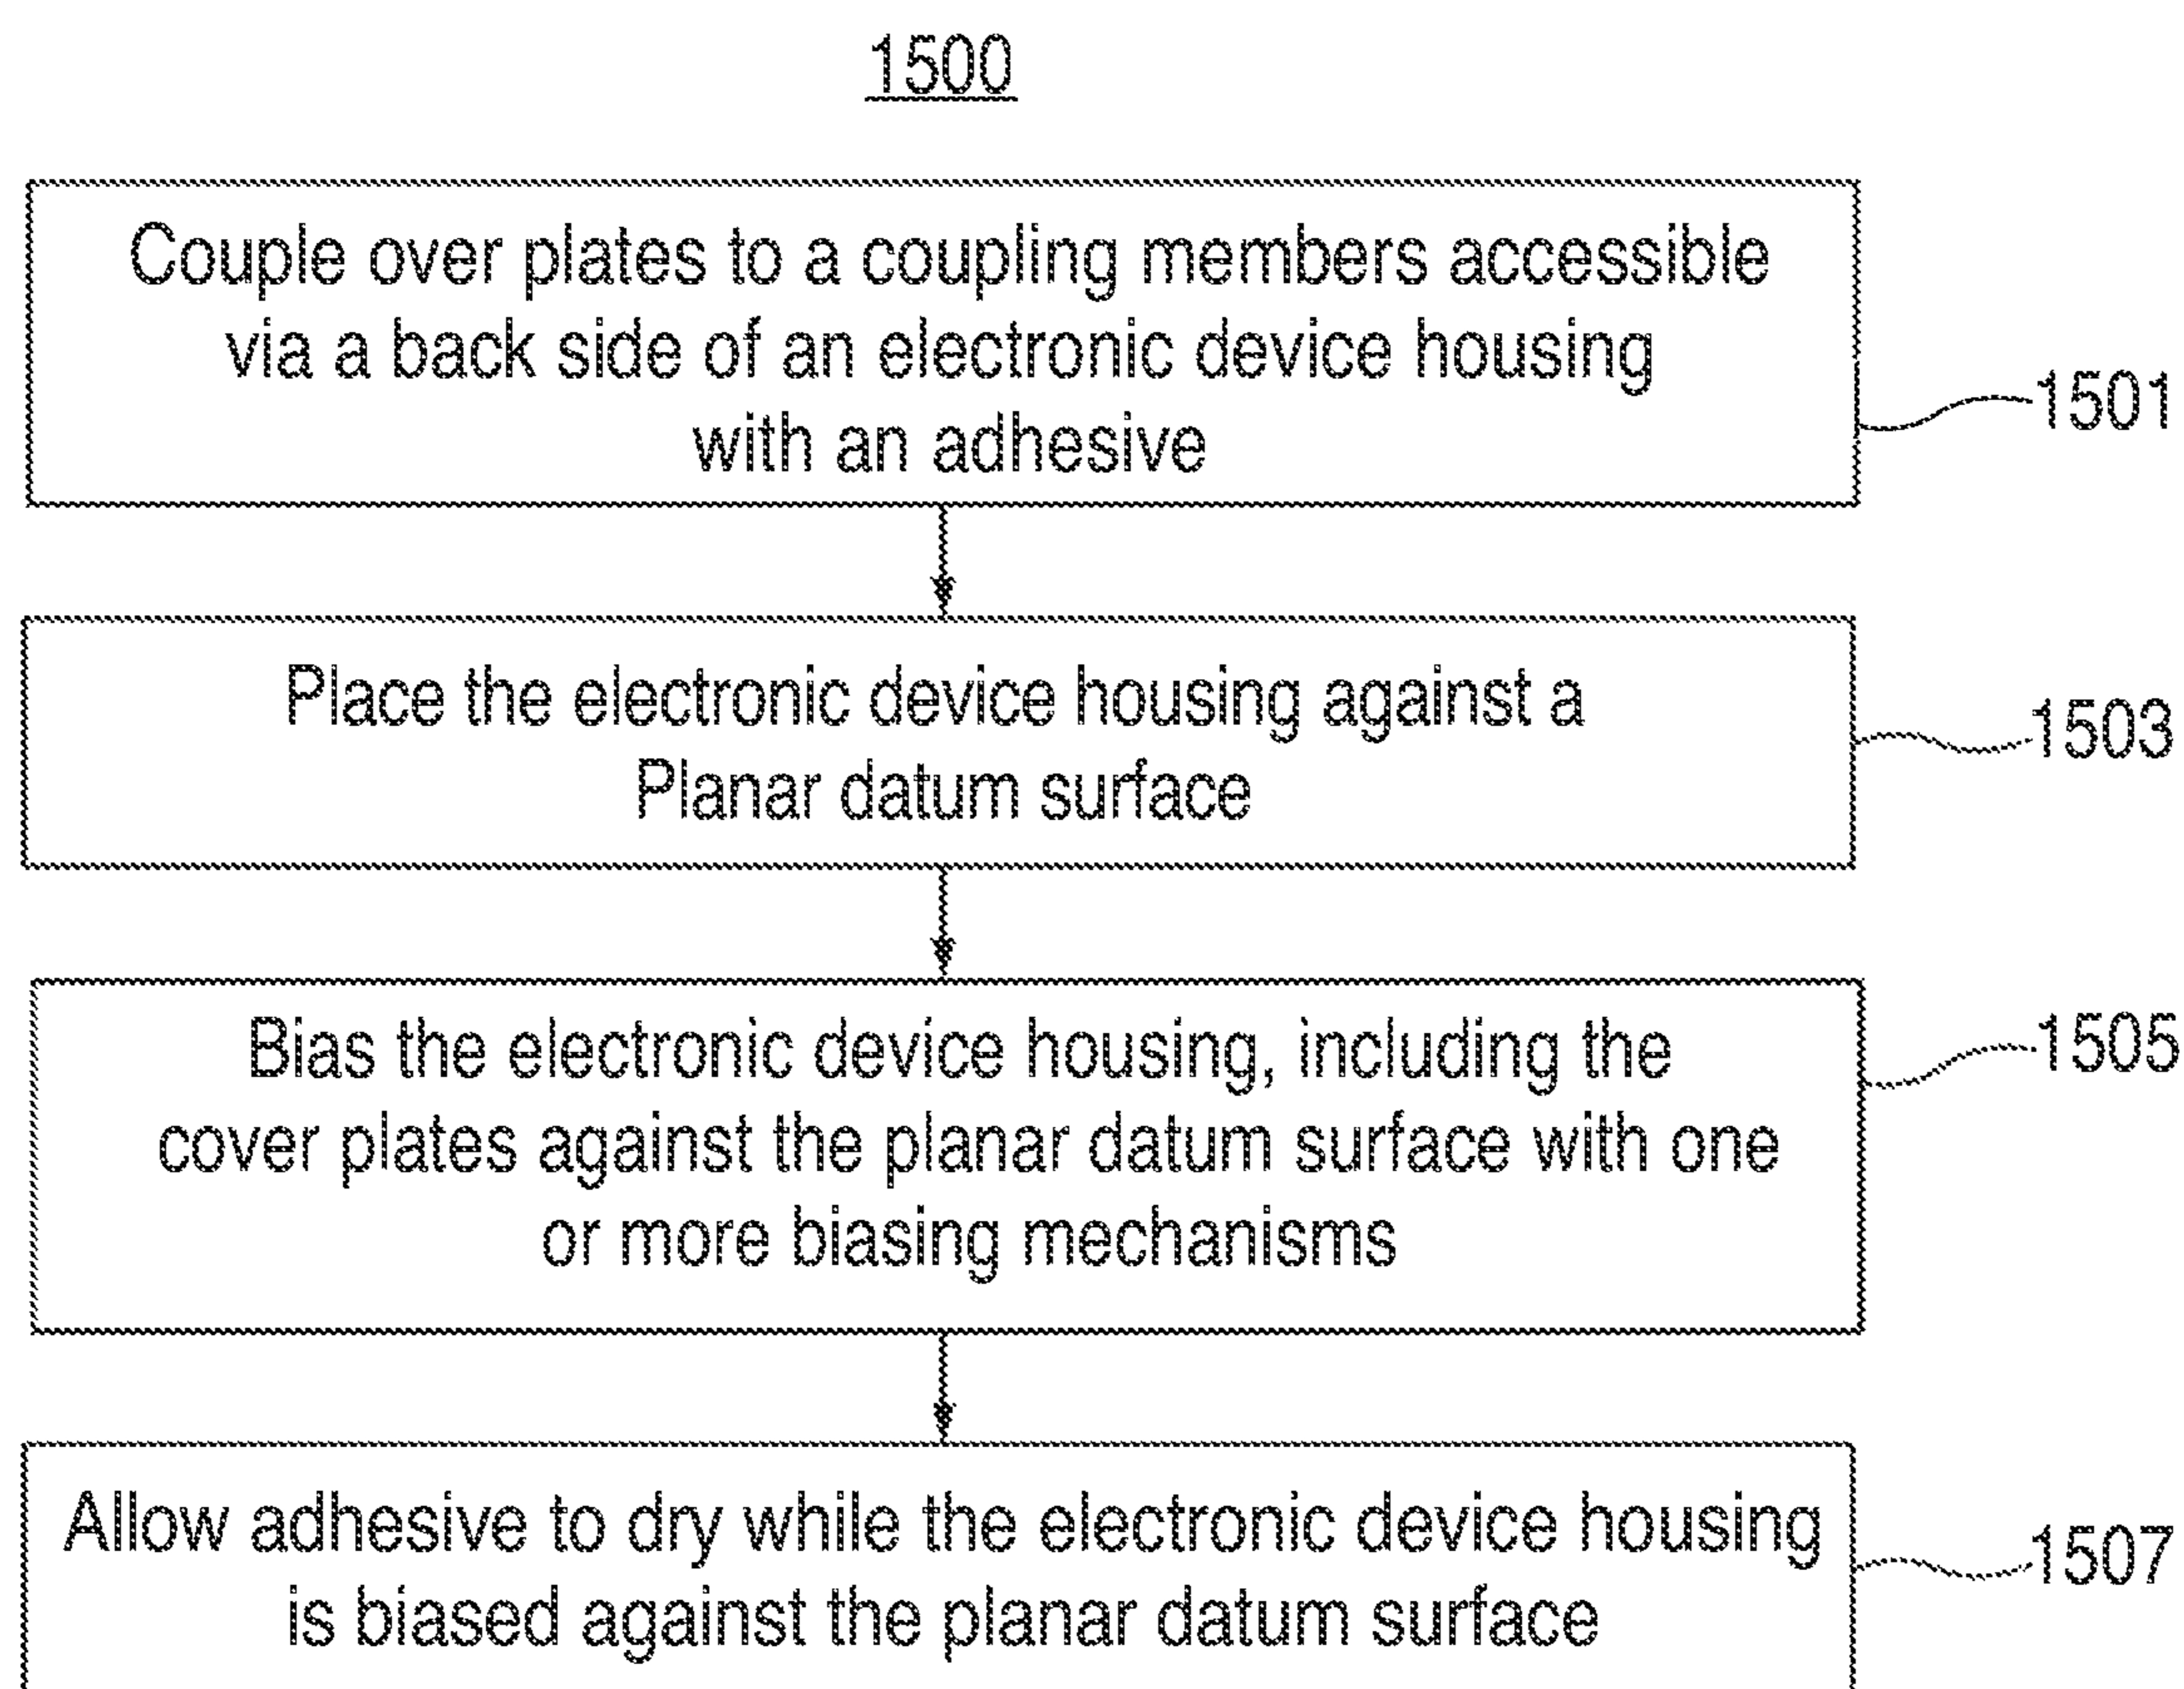 1500
Couple over plates to a coupling members accessible
via a back side of an electronic device housing
with an adhesive
1501
Place the electronic device housing against a
Planar datum surface
1503
Bias the electronic device housing, including the
cover plates against the planar datum surface with one
or more biasing mechanisms
1505
Allow adhesive to dry while the electronic device housing
is biased against the planar datum surface
1507